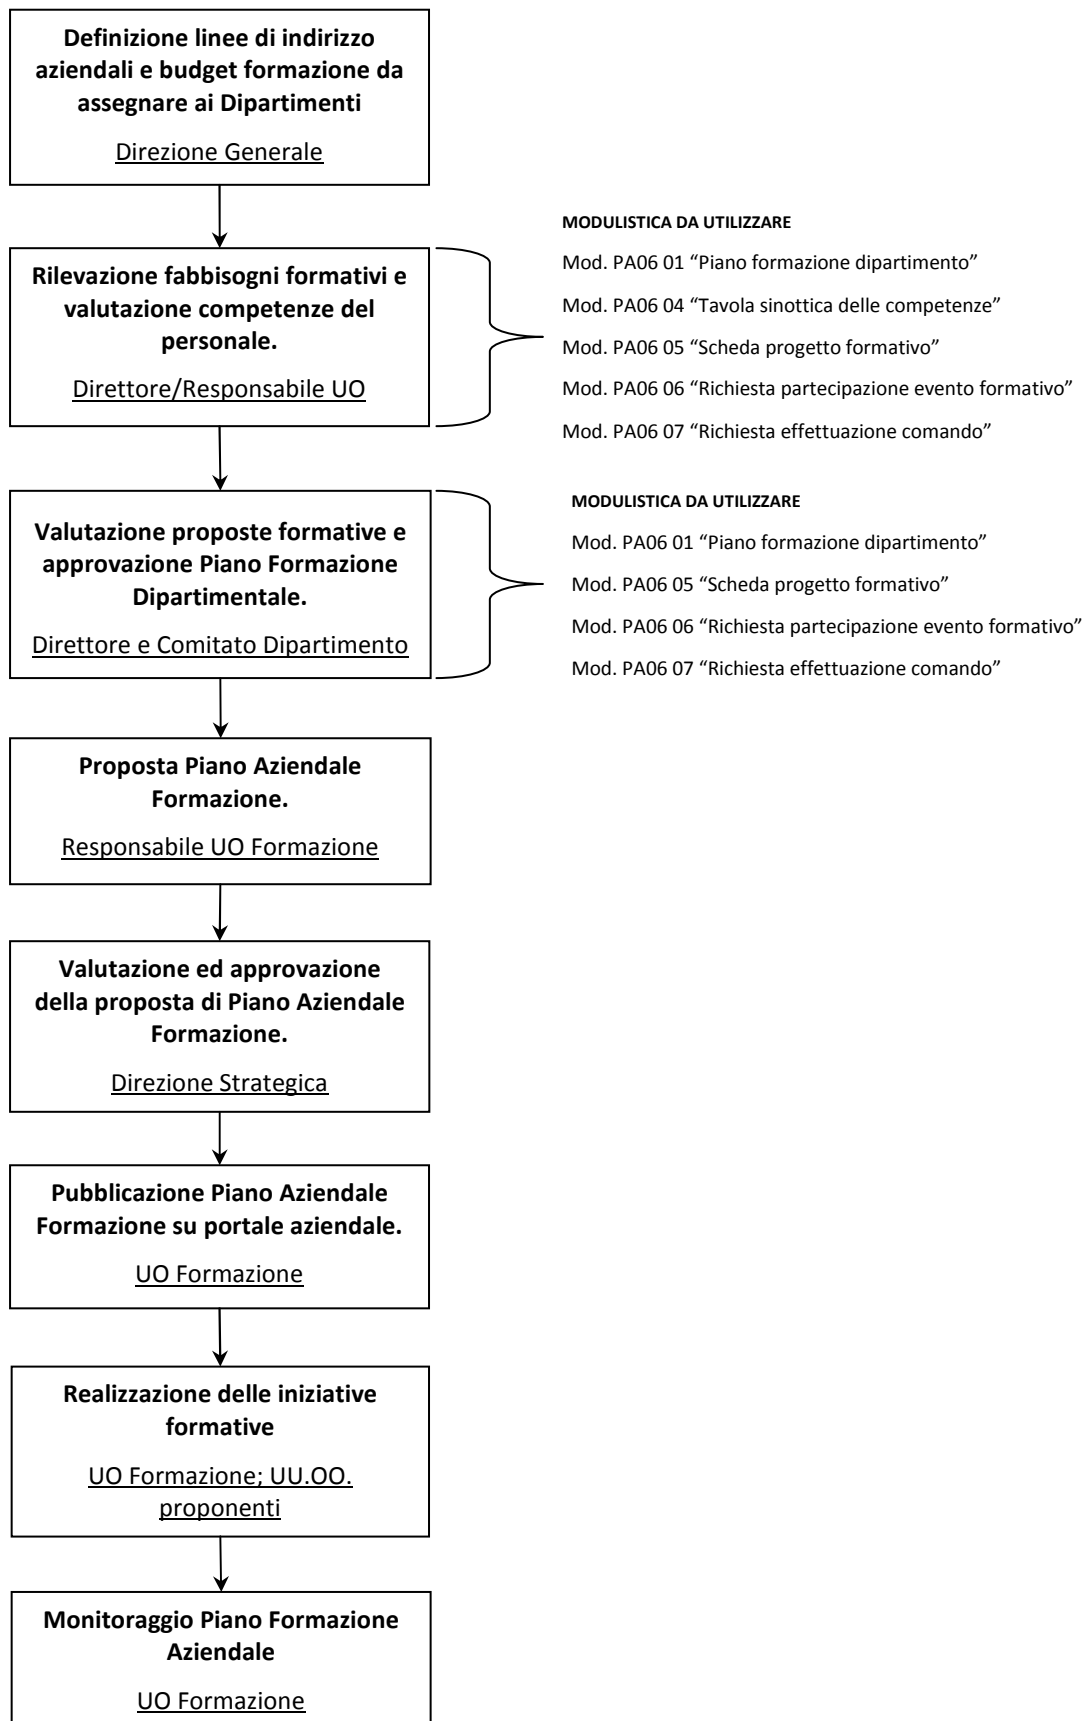 Definizione linee di indirizzo
aziendali e budget formazione da
assegnare ai Dipartimenti
Direzione Generale
Rilevazione fabbisogni formativi e
valutazione competenze del
personale.
Direttore/Responsabile UO
MODULISTICA DA UTILIZZARE
Mod. PA06 01 “Piano formazione dipartimento”
Mod. PA06 04 “Tavola sinottica delle competenze”
Mod. PA06 05 “Scheda progetto formativo”
Mod. PA06 06 “Richiesta partecipazione evento formativo”
Mod. PA06 07 “Richiesta effettuazione comando”
Valutazione proposte formative e
approvazione Piano Formazione
Dipartimentale.
Direttore e Comitato Dipartimento
MODULISTICA DA UTILIZZARE
Mod. PA06 01 “Piano formazione dipartimento”
Mod. PA06 05 “Scheda progetto formativo”
Mod. PA06 06 “Richiesta partecipazione evento formativo”
Mod. PA06 07 “Richiesta effettuazione comando”
Proposta Piano Aziendale
Formazione.
Responsabile UO Formazione
Valutazione ed approvazione
della proposta di Piano Aziendale
Formazione.
Direzione Strategica
Pubblicazione Piano Aziendale
Formazione su portale aziendale.
UO Formazione
Realizzazione delle iniziative
formative
UO Formazione; UU.OO.
proponenti
Monitoraggio Piano Formazione
Aziendale
UO Formazione